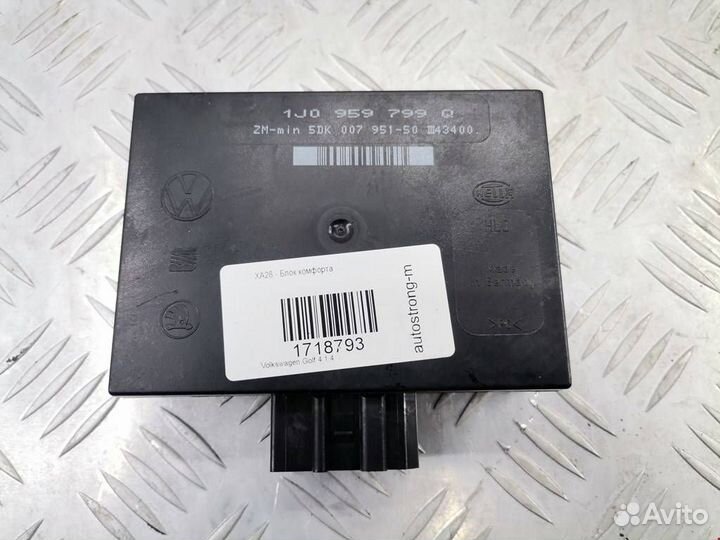 1J0 959 799 Q
ZM-min 5DK 007 951-50 43400.
HELLA
Made
in Germany
XA28 - Блок комфорта
1718793
Volkswagen Golf 4 1.4
autostrong-m
Avito